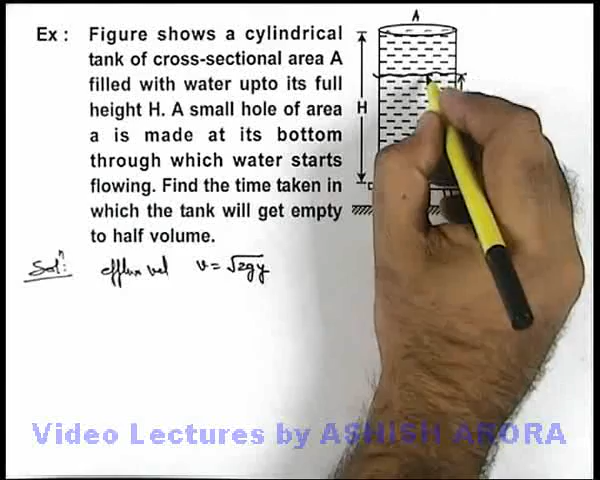 A
Ex : Figure shows a cylindrical
tank of cross-sectional area A
filled with water upto its full
height H. A small hole of area
a is made at its bottom
through which water starts
flowing. Find the time taken in
which the tank will get empty
to half volume.
H
Solⁿ: efflux vel v = √2gy
Video Lectures by ASHISH ARORA